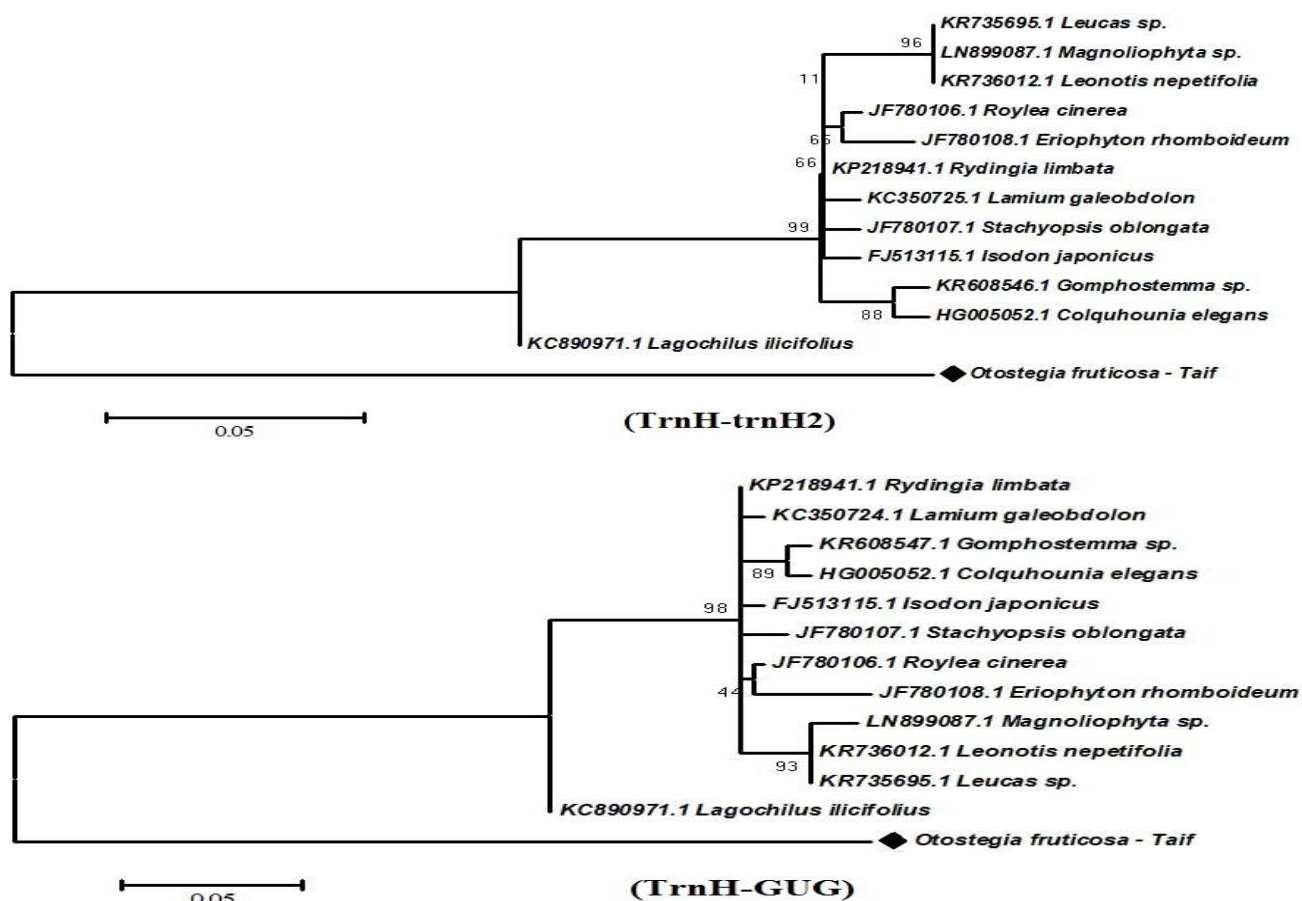 KR735695.1 Leucas sp.
96
LN899087.1 Magnoliophyta sp.
11
KR736012.1 Leonotis nepetifolia
JF780106.1 Roylea cinerea
65
JF780108.1 Eriophyton rhomboideum
66
KP218941.1 Rydingia limbata
KC350725.1 Lamium galeobdolon
99
JF780107.1 Stachyopsis oblongata
FJ513115.1 Isodon japonicus
KR608546.1 Gomphostemma sp.
88
HG005052.1 Colquhounia elegans
KC890971.1 Lagochilus ilicifolius
Otostegia fruticosa - Taif
0.05
(TrnH-trnH2)
KP218941.1 Rydingia limbata
KC350724.1 Lamium galeobdolon
KR608547.1 Gomphostemma sp.
89
HG005052.1 Colquhounia elegans
98
FJ513115.1 Isodon japonicus
JF780107.1 Stachyopsis oblongata
JF780106.1 Roylea cinerea
44
JF780108.1 Eriophyton rhomboideum
LN899087.1 Magnoliophyta sp.
KR736012.1 Leonotis nepetifolia
93
KR735695.1 Leucas sp.
KC890971.1 Lagochilus ilicifolius
Otostegia fruticosa - Taif
0.05
(TrnH-GUG)